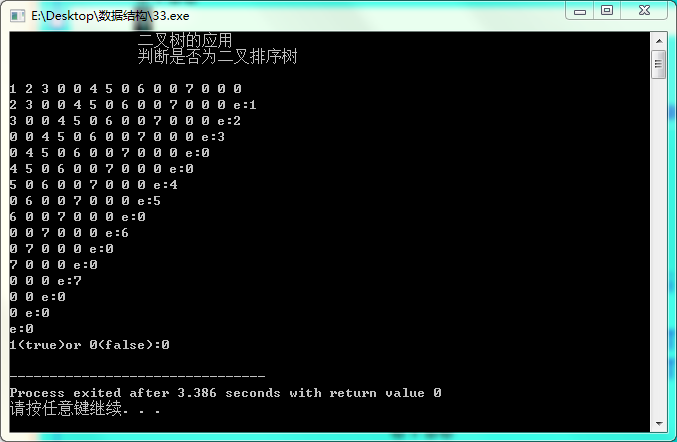 E:\Desktop\数据结构\33.exe
二叉树的应用
判断是否为二叉排序树
1 2 3 0 0 4 5 0 6 0 0 7 0 0 0
2 3 0 0 4 5 0 6 0 0 7 0 0 0 e:1
3 0 0 4 5 0 6 0 0 7 0 0 0 e:2
0 0 4 5 0 6 0 0 7 0 0 0 e:3
0 4 5 0 6 0 0 7 0 0 0 e:0
4 5 0 6 0 0 7 0 0 0 e:0
5 0 6 0 0 7 0 0 0 e:4
0 6 0 0 7 0 0 0 e:5
6 0 0 7 0 0 0 e:0
0 0 7 0 0 0 e:6
0 7 0 0 0 e:0
7 0 0 0 e:0
0 0 0 e:7
0 0 e:0
0 e:0
e:0
1(true)or 0(false):0
--------------------------------
Process exited after 3.386 seconds with return value 0
请按任意键继续. . .